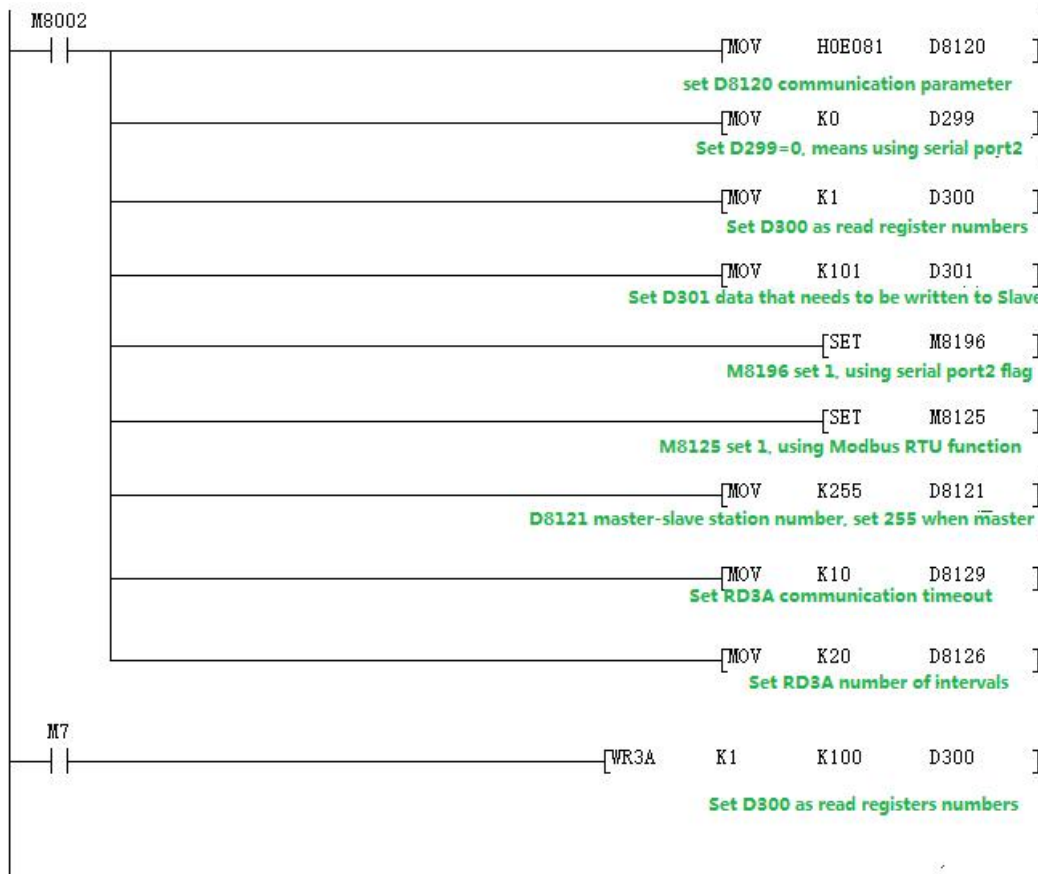 M8002
[MOV H0E081 D8120 ]
set D8120 communication parameter
[MOV K0 D299 ]
Set D299=0, means using serial port2
[MOV K1 D300 ]
Set D300 as read register numbers
[MOV K101 D301 ]
Set D301 data that needs to be written to Slave
[SET M8196 ]
M8196 set 1, using serial port2 flag
[SET M8125 ]
M8125 set 1, using Modbus RTU function
[MOV K255 D8121 ]
D8121 master-slave station number, set 255 when master
[MOV K10 D8129 ]
Set RD3A communication timeout
[MOV K20 D8126 ]
Set RD3A number of intervals
M7
[WR3A K1 K100 D300 ]
Set D300 as read registers numbers